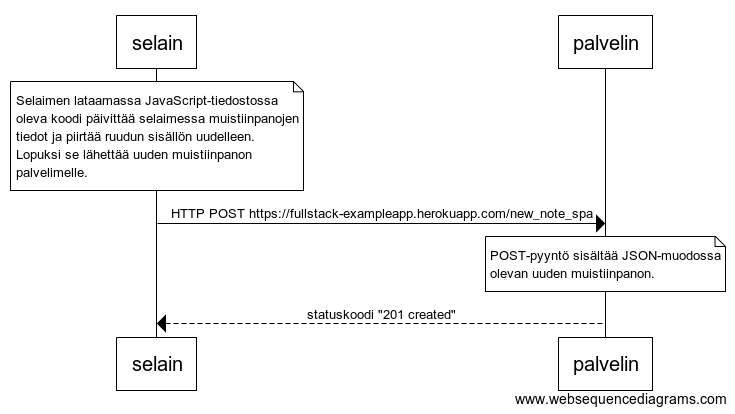 selain
palvelin
Selaimen lataamassa JavaScript-tiedostossa
oleva koodi päivittää selaimessa muistiinpanojen
tiedot ja piirtää ruudun sisällön uudelleen.
Lopuksi se lähettää uuden muistiinpanon
palvelimelle.
HTTP POST https://fullstack-exampleapp.herokuapp.com/new_note_spa
POST-pyyntö sisältää JSON-muodossa
olevan uuden muistiinpanon.
statuskoodi "201 created"
selain
palvelin
www.websequencediagrams.com